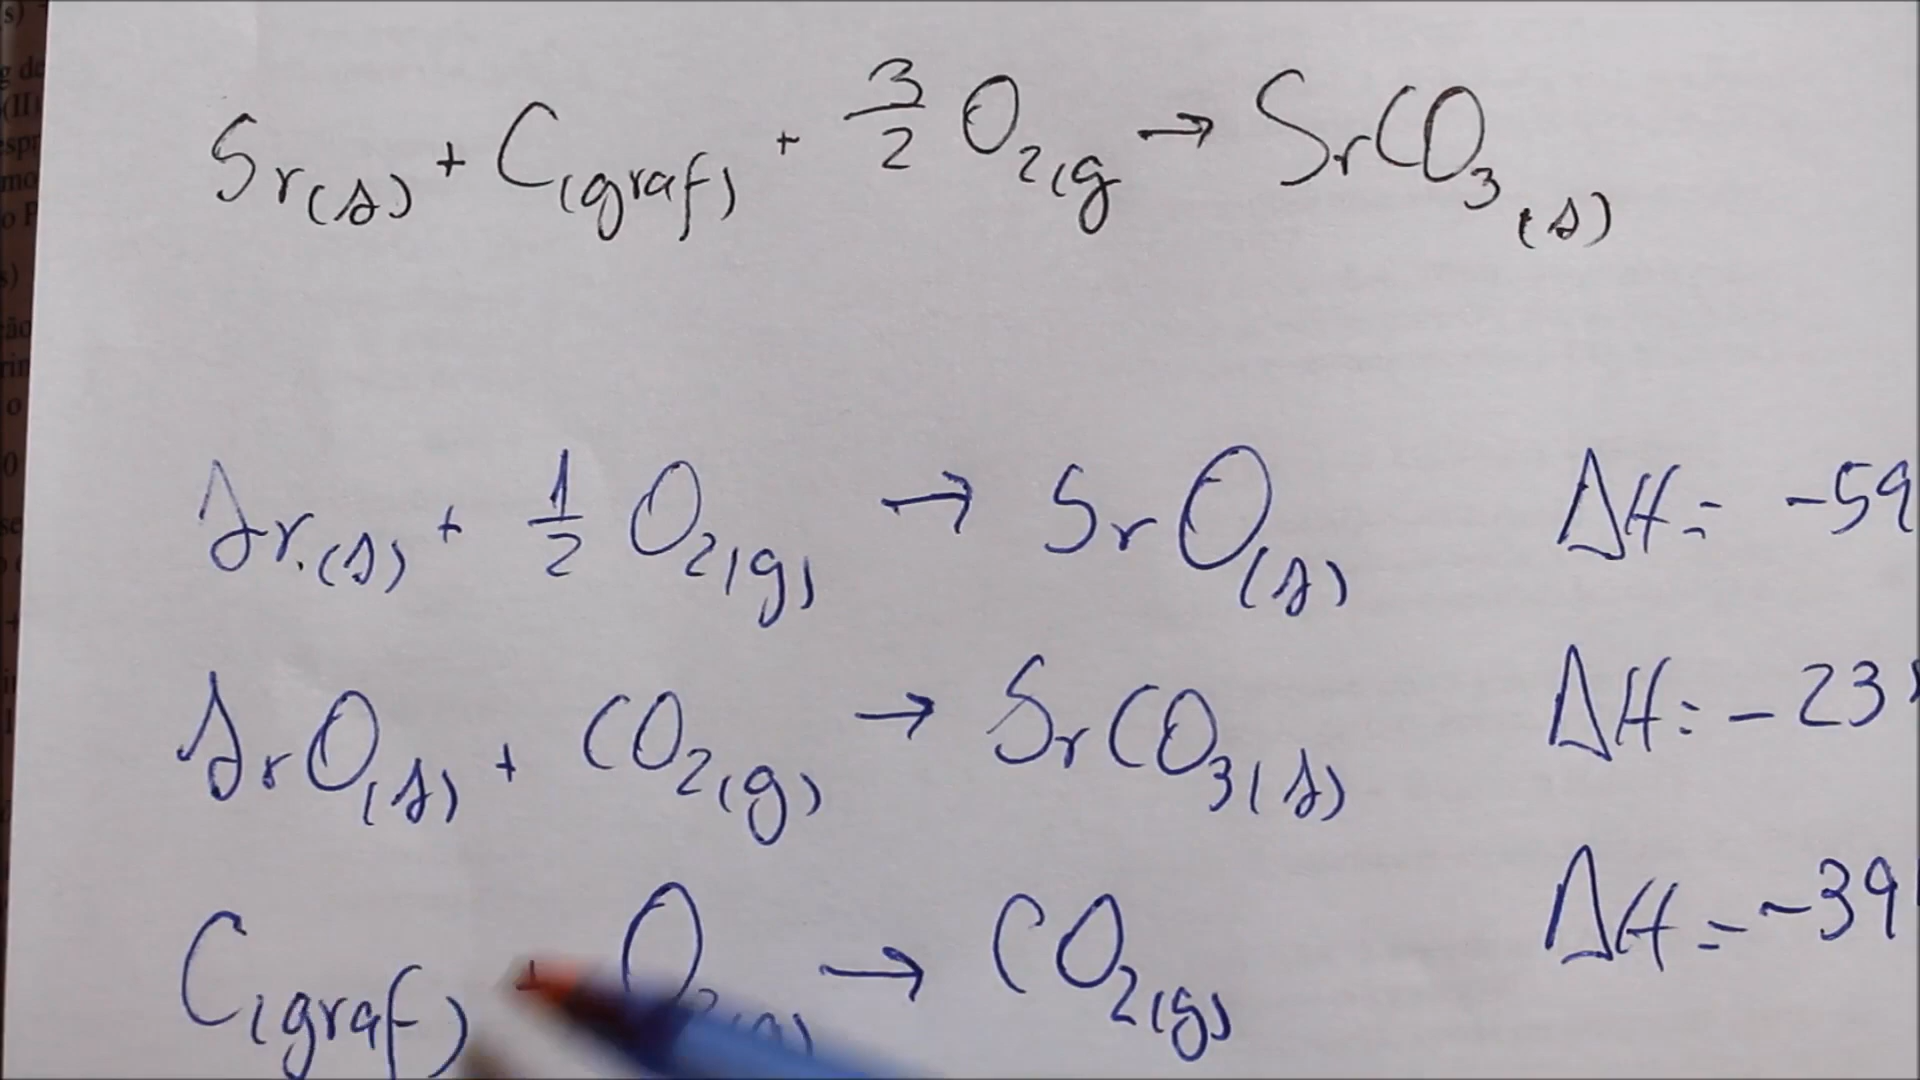 Sr(s) + C(graf) + 3/2 O2(g → SrCO3(s)
Sr.(s) + 1/2 O2(g) → SrO(s) ΔH = -59
SrO(s) + CO2(g) → SrCO3(s) ΔH: -23
C(graf) + O2(g) → CO2(g) ΔH = -39